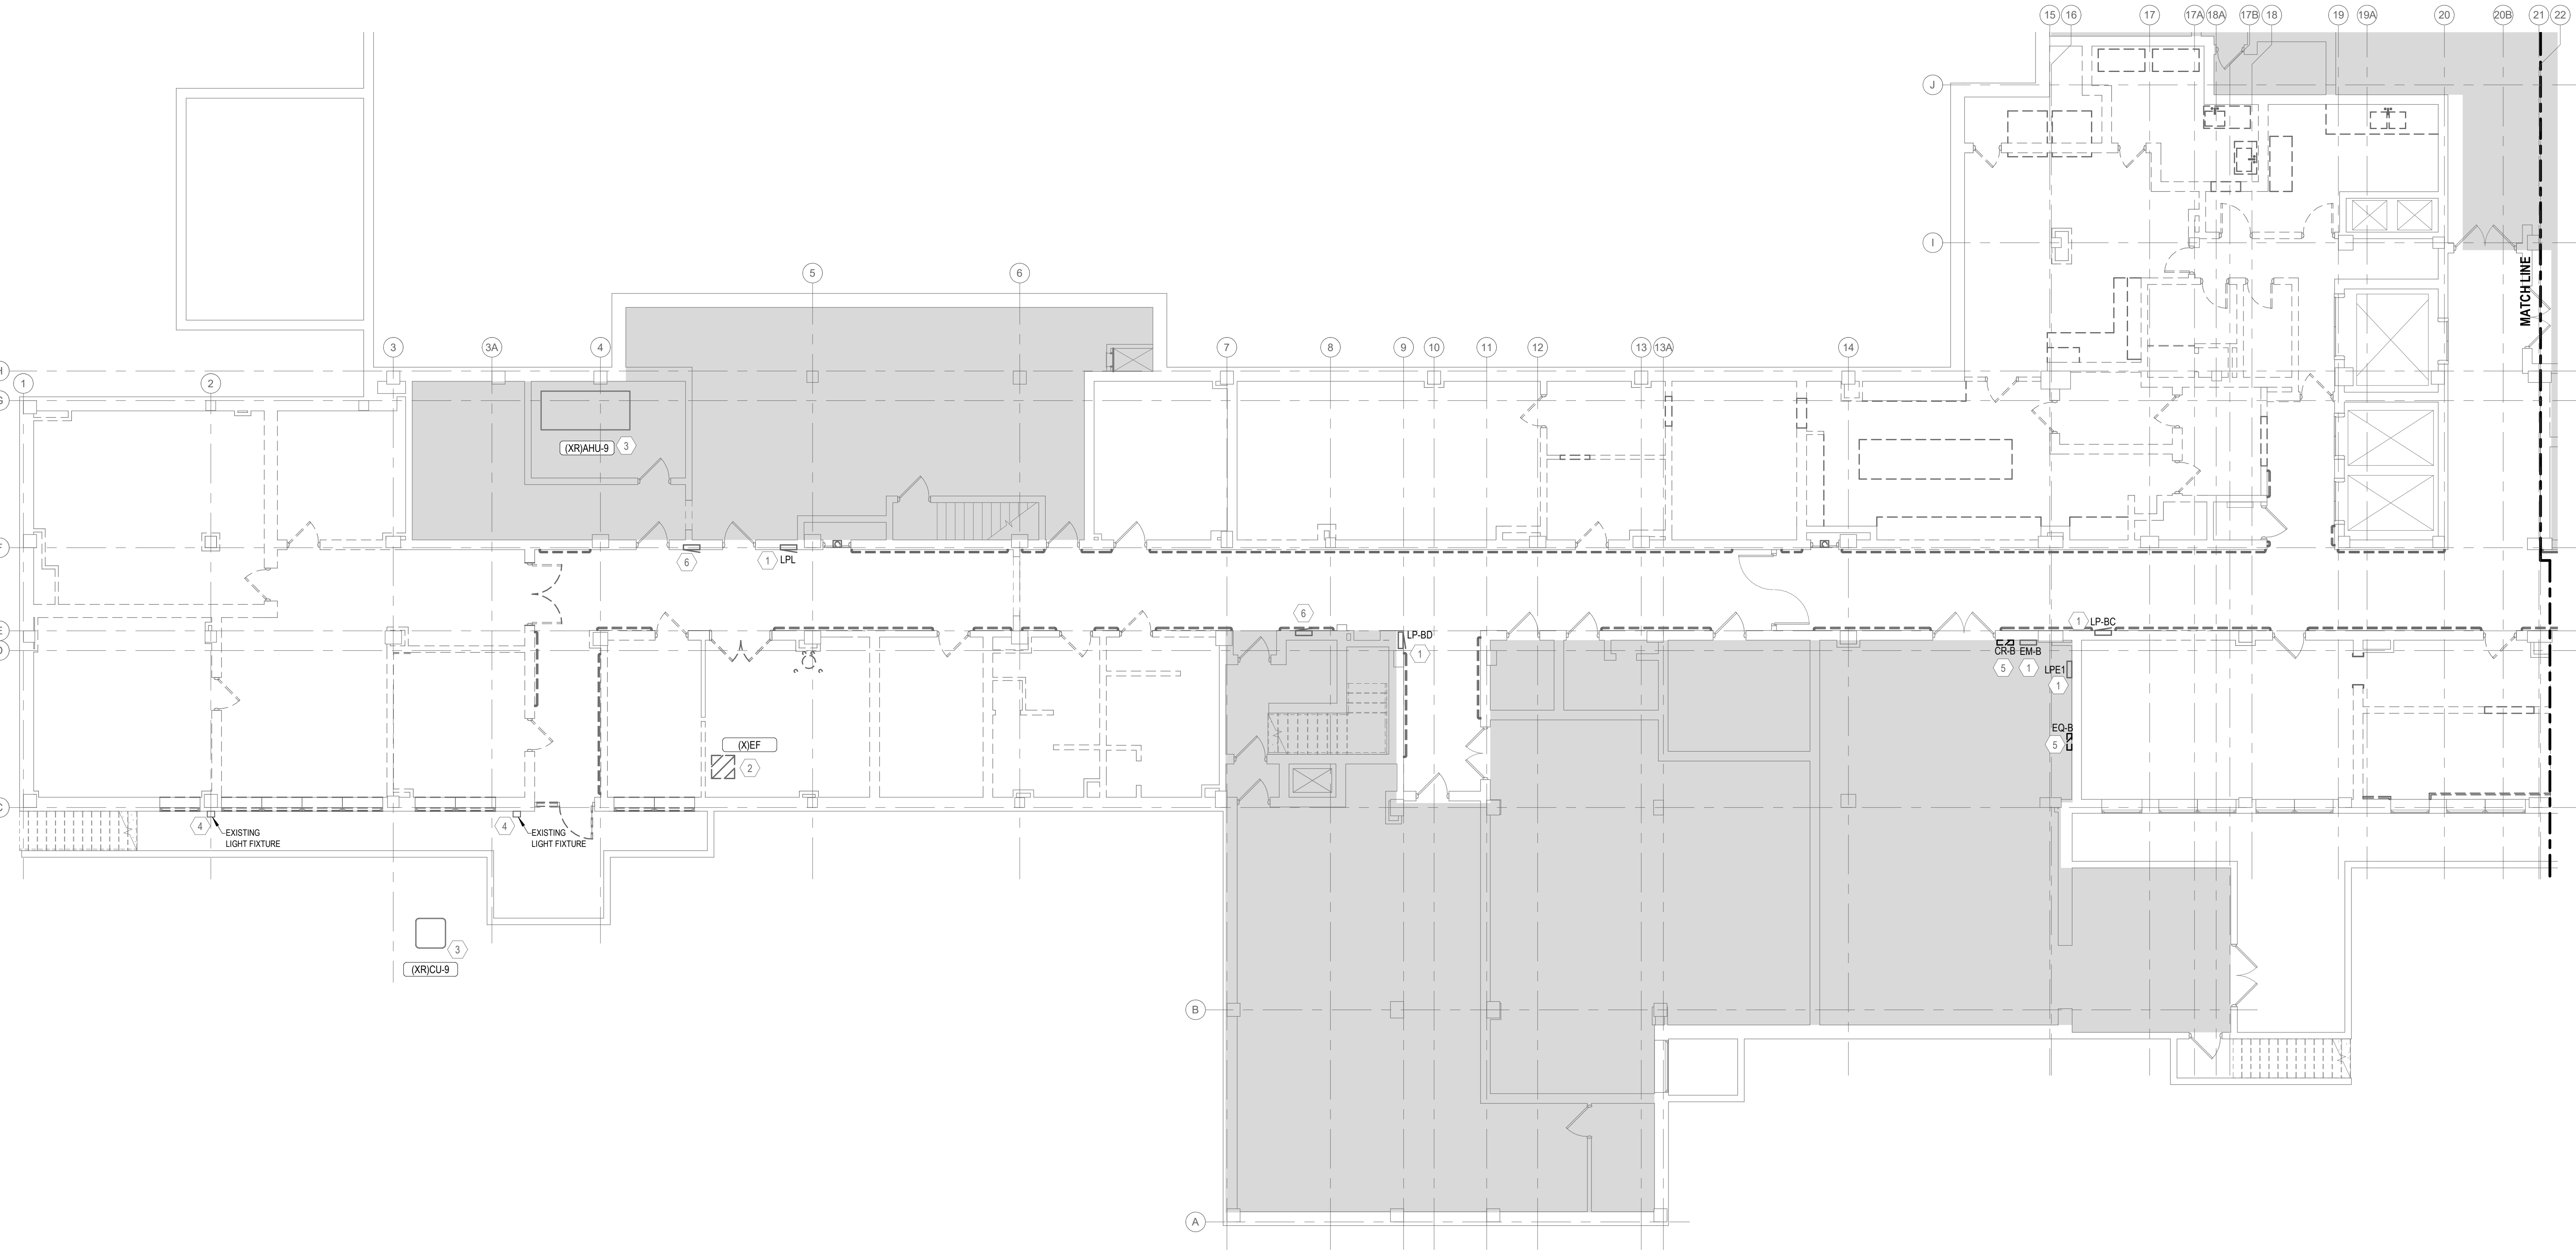 15
16
17
17A
18A
17B
18
19
19A
20
20B
21
22
J
I
MATCH LINE
5
6
3
3A
4
7
8
9
10
11
12
13
13A
14
H
1
2
G
(XR)AHU-9
3
F
6
1
LPL
6
E
D
LP-BD
1
1
LP-BC
CR-B
EM-B
5
1
LPE1
1
EQ-B
5
(X)EF
2
C
4
EXISTING
LIGHT FIXTURE
4
EXISTING
LIGHT FIXTURE
3
(XR)CU-9
B
A